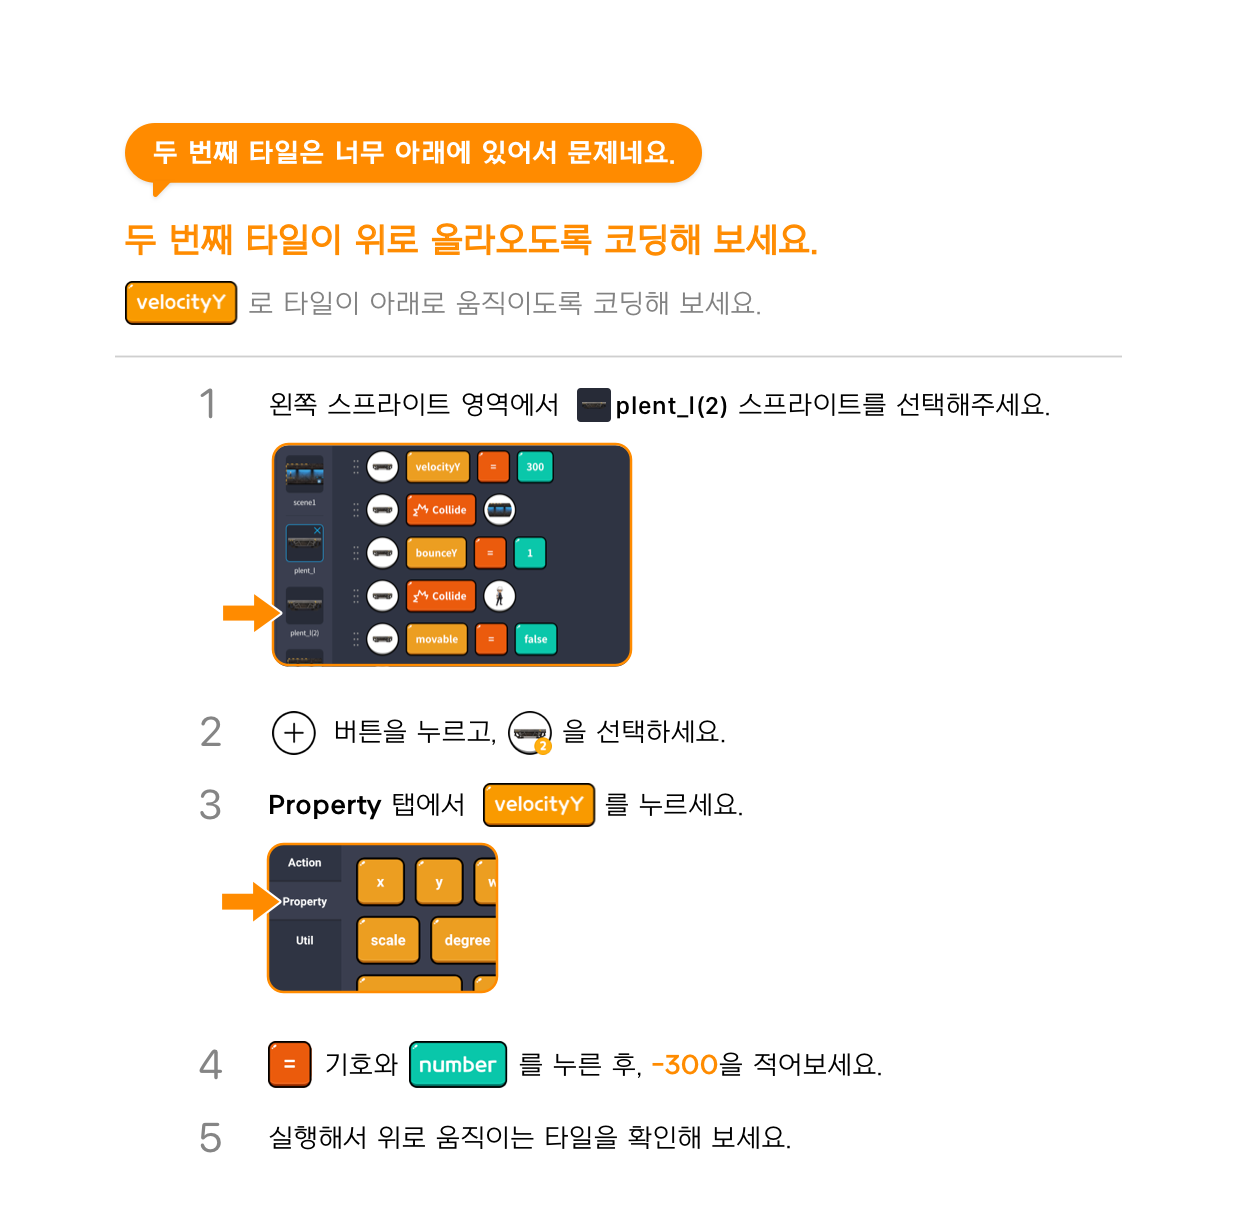 두 번째 타일은 너무 아래에 있어서 문제네요.
두 번째 타일이 위로 올라오도록 코딩해 보세요.
velocityY 로 타일이 아래로 움직이도록 코딩해 보세요.
1 왼쪽 스프라이트 영역에서 plent_l(2) 스프라이트를 선택해주세요.
velocityY = 300
scene1
Collide
bounceY = 1
plent_l
Collide
plent_l(2)
movable = false
2 + 버튼을 누르고, 2 을 선택하세요.
3 Property 탭에서 velocityY 를 누르세요.
Action
x y w
Property
Util
scale degree
4 = 기호와 number 를 누른 후, -300을 적어보세요.
5 실행해서 위로 움직이는 타일을 확인해 보세요.